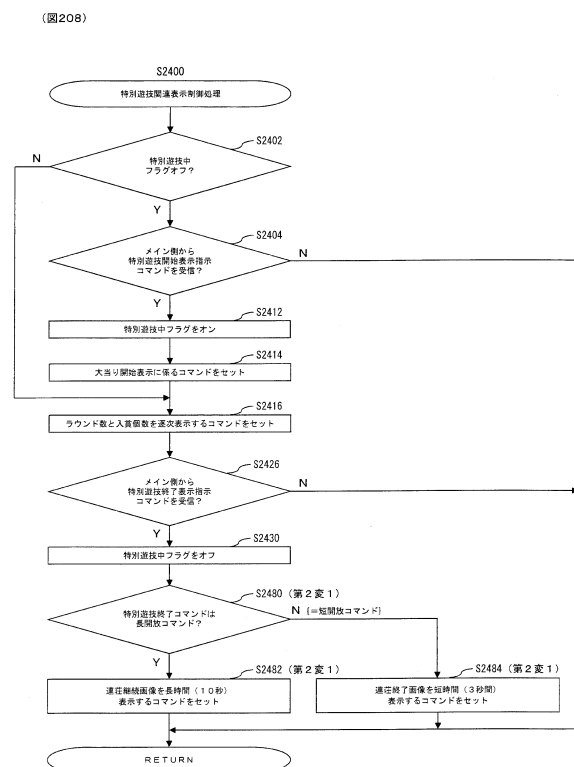 (図208)
S2400
特別遊技関連表示制御処理
S2402
特別遊技中
フラグオフ?
N
Y
S2404
メイン側から
特別遊技開始表示指示
コマンドを受信?
N
Y
S2412
特別遊技中フラグをオン
S2414
大当り開始表示に係るコマンドをセット
S2416
ラウンド数と入賞個数を逐次表示するコマンドをセット
S2426
メイン側から
特別遊技終了表示指示
コマンドを受信?
N
Y
S2430
特別遊技中フラグをオフ
S2480 (第2変1)
特別遊技終了コマンドは
長開放コマンド?
N {=短開放コマンド}
Y
S2482 (第2変1)
連荘継続画像を長時間(10秒)
表示するコマンドをセット
S2484 (第2変1)
連荘終了画像を短時間(3秒間)
表示するコマンドをセット
RETURN